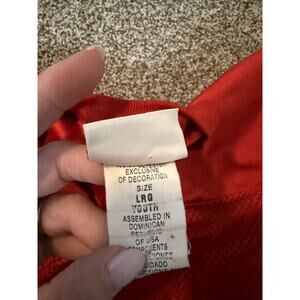 EXCLUSIVE
OF DECORATION
SIZE
LRG
YOUTH
ASSEMBLED IN
DOMINICAN
REPUBLIC
OF USA
COMPONENTS